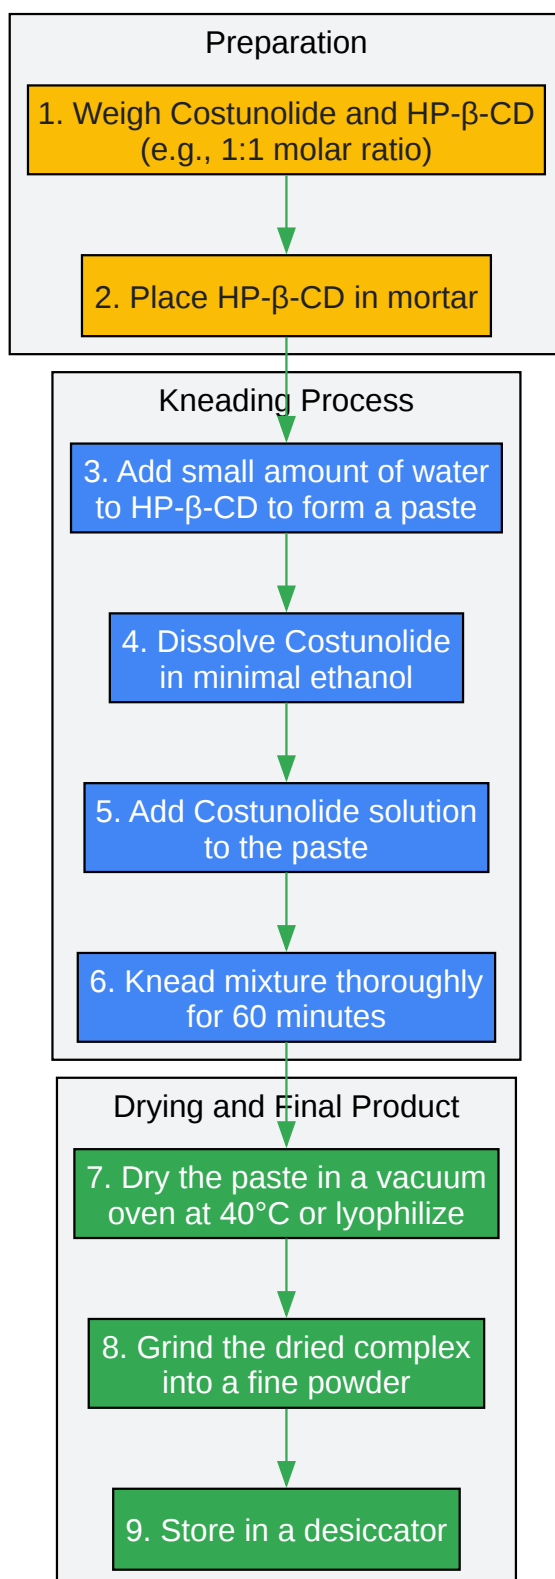 Preparation
1. Weigh Costunolide and HP-β-CD
(e.g., 1:1 molar ratio)
2. Place HP-β-CD in mortar
Kneading Process
3. Add small amount of water
to HP-β-CD to form a paste
4. Dissolve Costunolide
in minimal ethanol
5. Add Costunolide solution
to the paste
6. Knead mixture thoroughly
for 60 minutes
Drying and Final Product
7. Dry the paste in a vacuum
oven at 40°C or lyophilize
8. Grind the dried complex
into a fine powder
9. Store in a desiccator